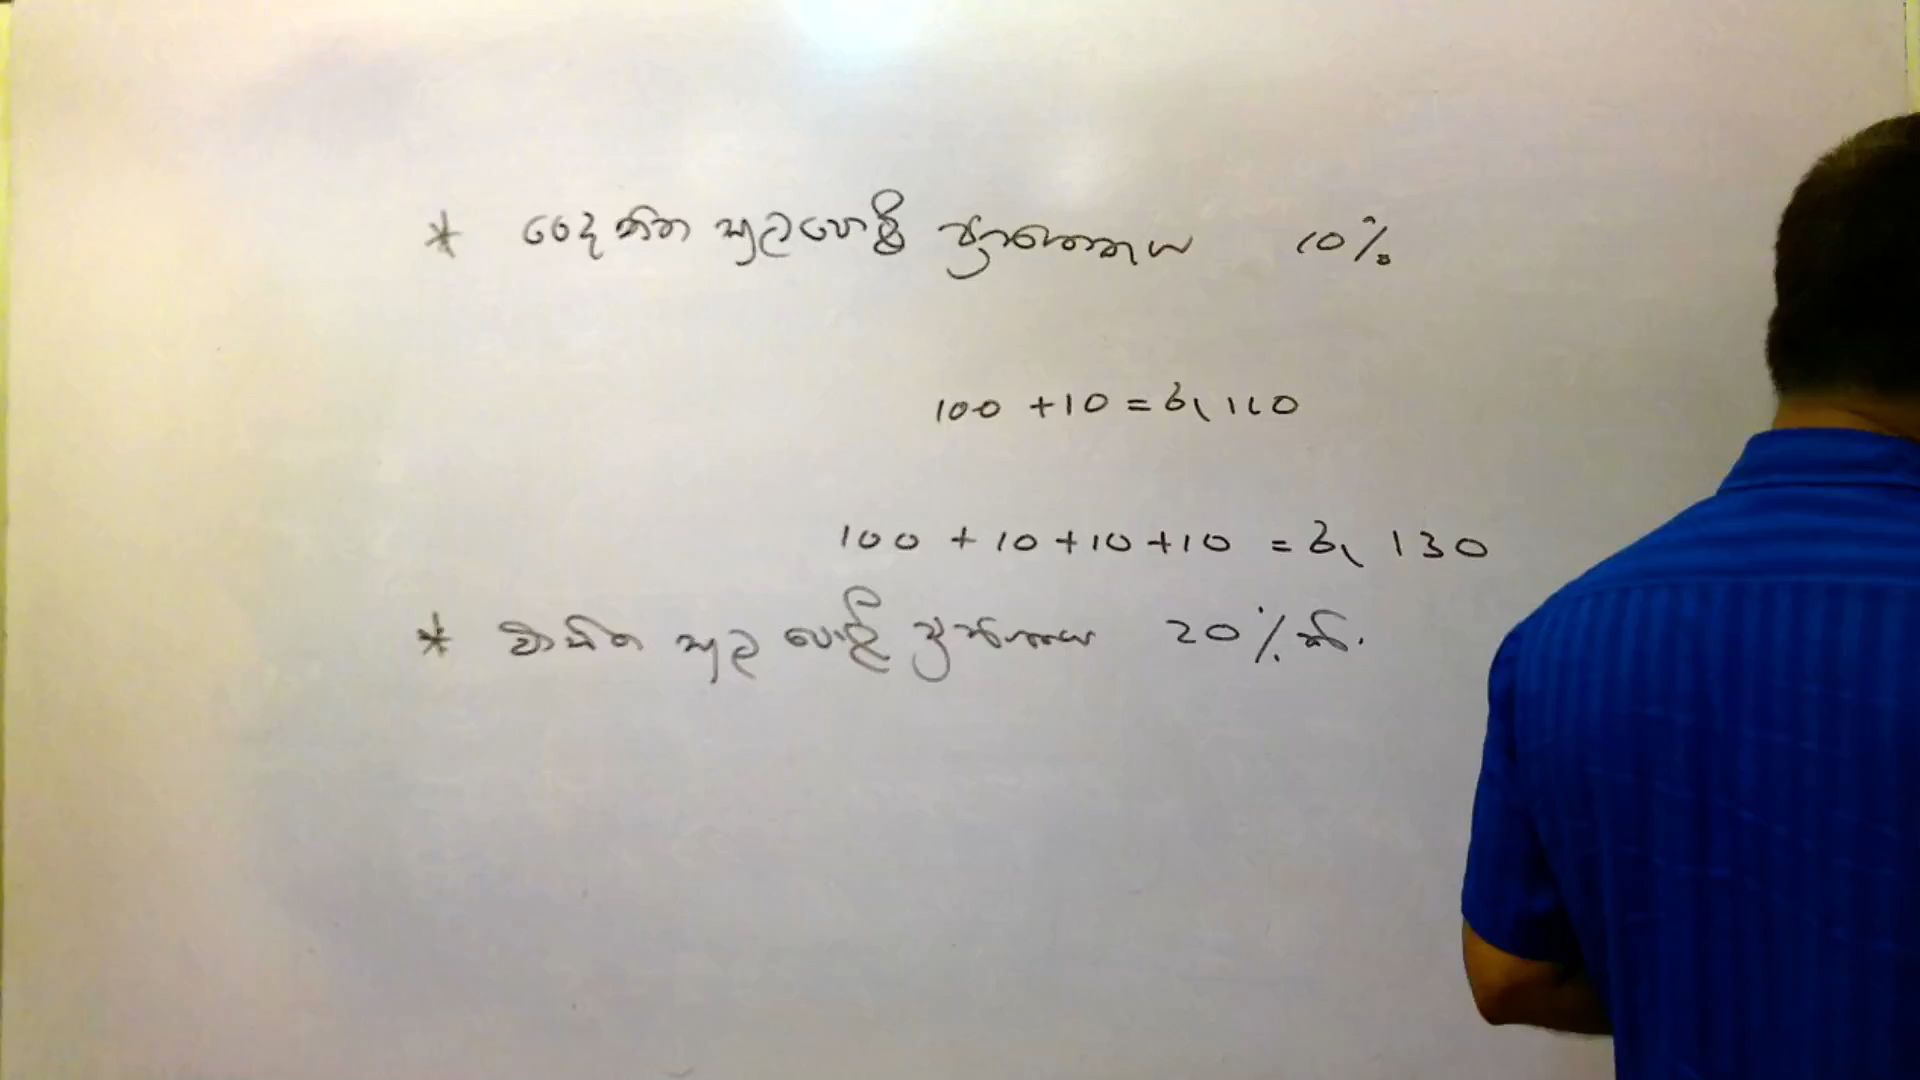 * දෛනික සුලුපොලී ප්‍රතිශතය 10%
100 + 10 = රු 110
100 + 10 + 10 + 10 = රු 130
* වාර්ෂික සුලු පොලී ප්‍රතිශතය 20% කි.